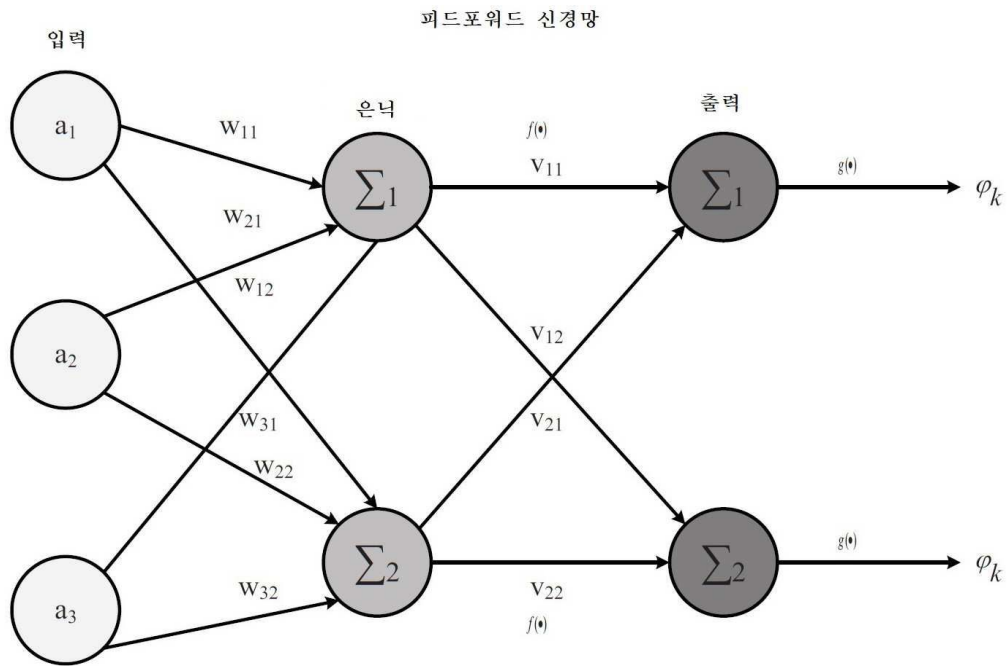 피드포워드 신경망
입력
은닉
출력
a1
w11
f(•)
v11
g(•)
∑1
∑1
φk
w21
w12
a2
v12
w31
v21
w22
∑2
∑2
g(•)
φk
w32
v22
a3
f(•)